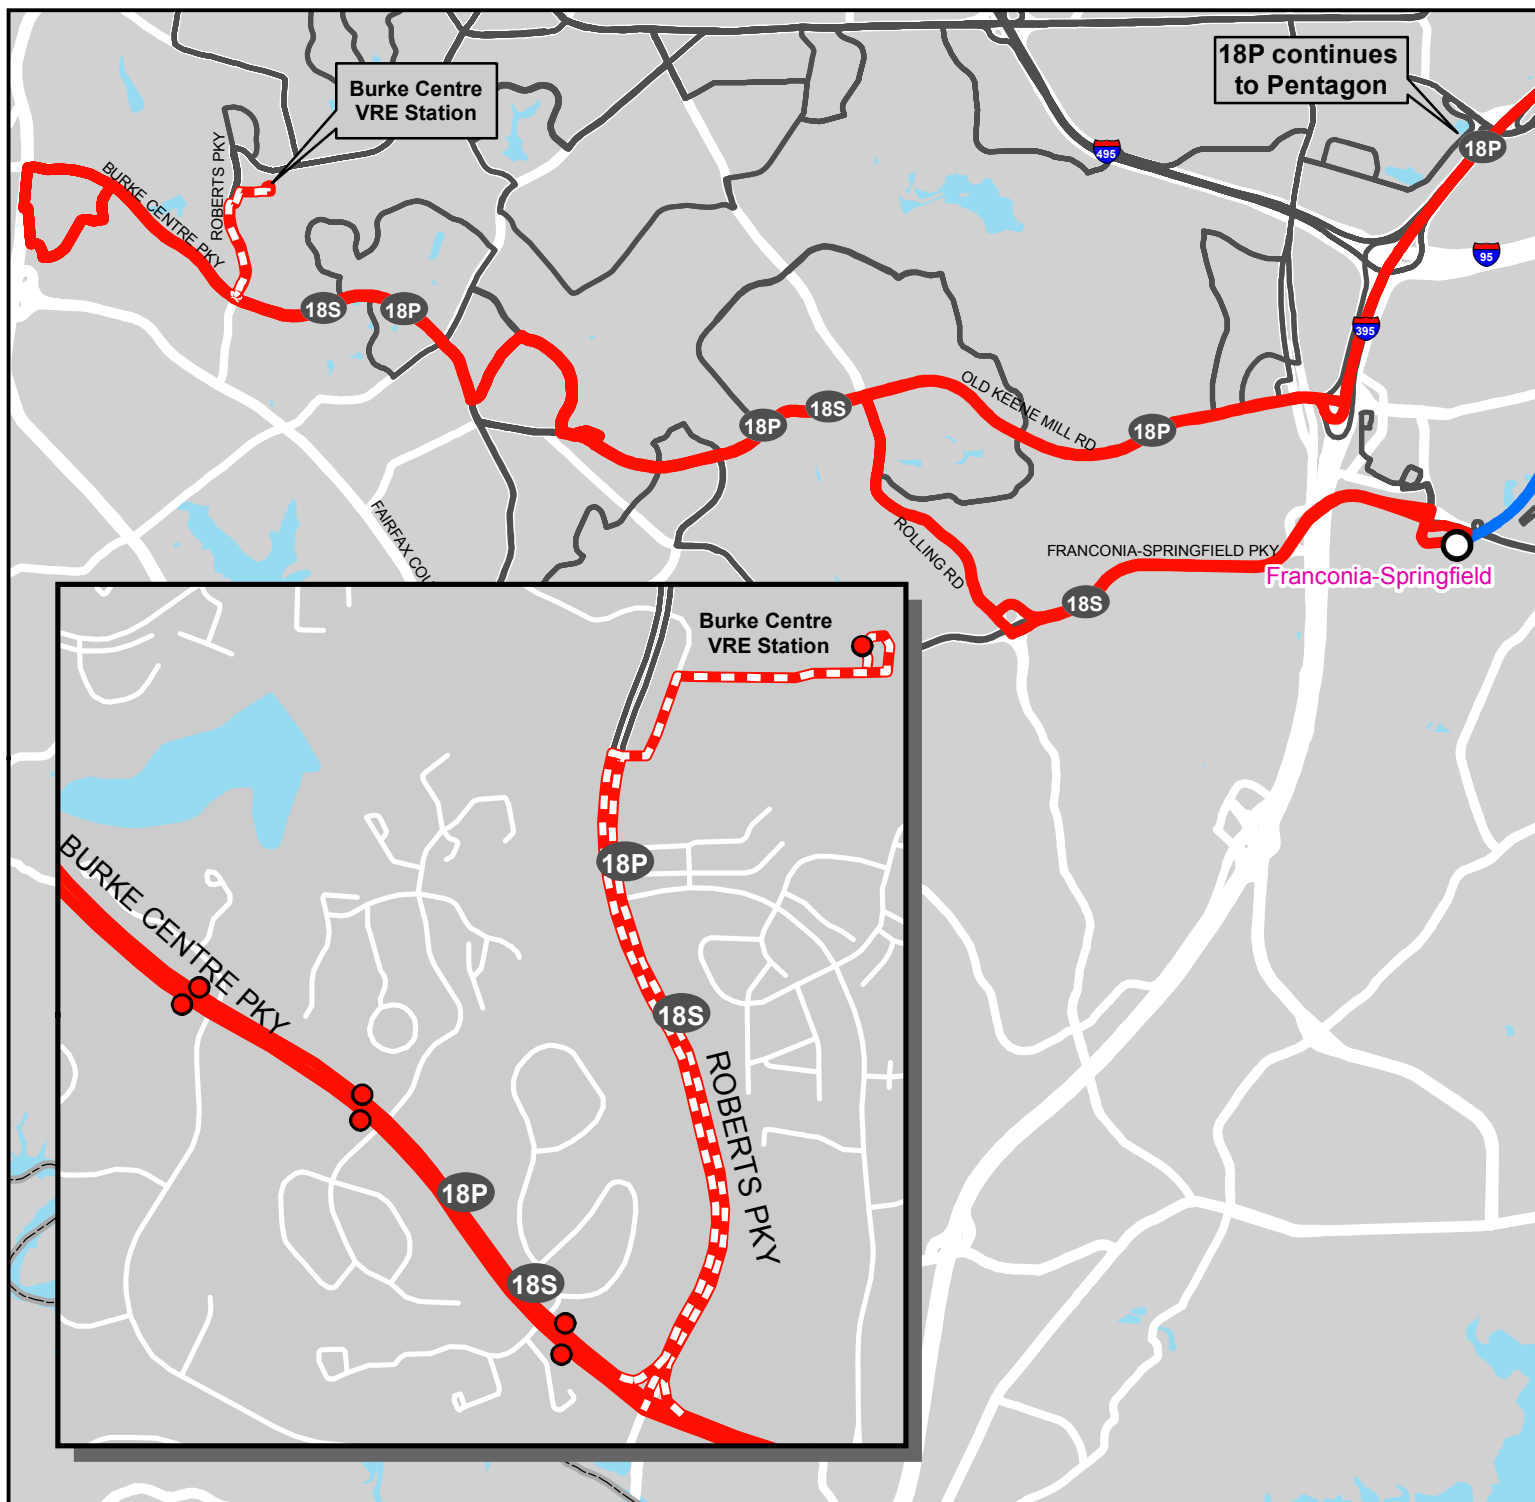 18P continues
to Pentagon
Burke Centre
VRE Station
495
18P
BURKE CENTRE PKY
ROBERTS PKY
95
18S
18P
395
OLD KEENE MILL RD
18P
18S
18P
FAIRFAX COU
ROLLING RD
FRANCONIA-SPRINGFIELD PKY
Franconia-Springfield
18S
Burke Centre
VRE Station
BURKE CENTRE PKY
18P
18S
ROBERTS PKY
18P
18S